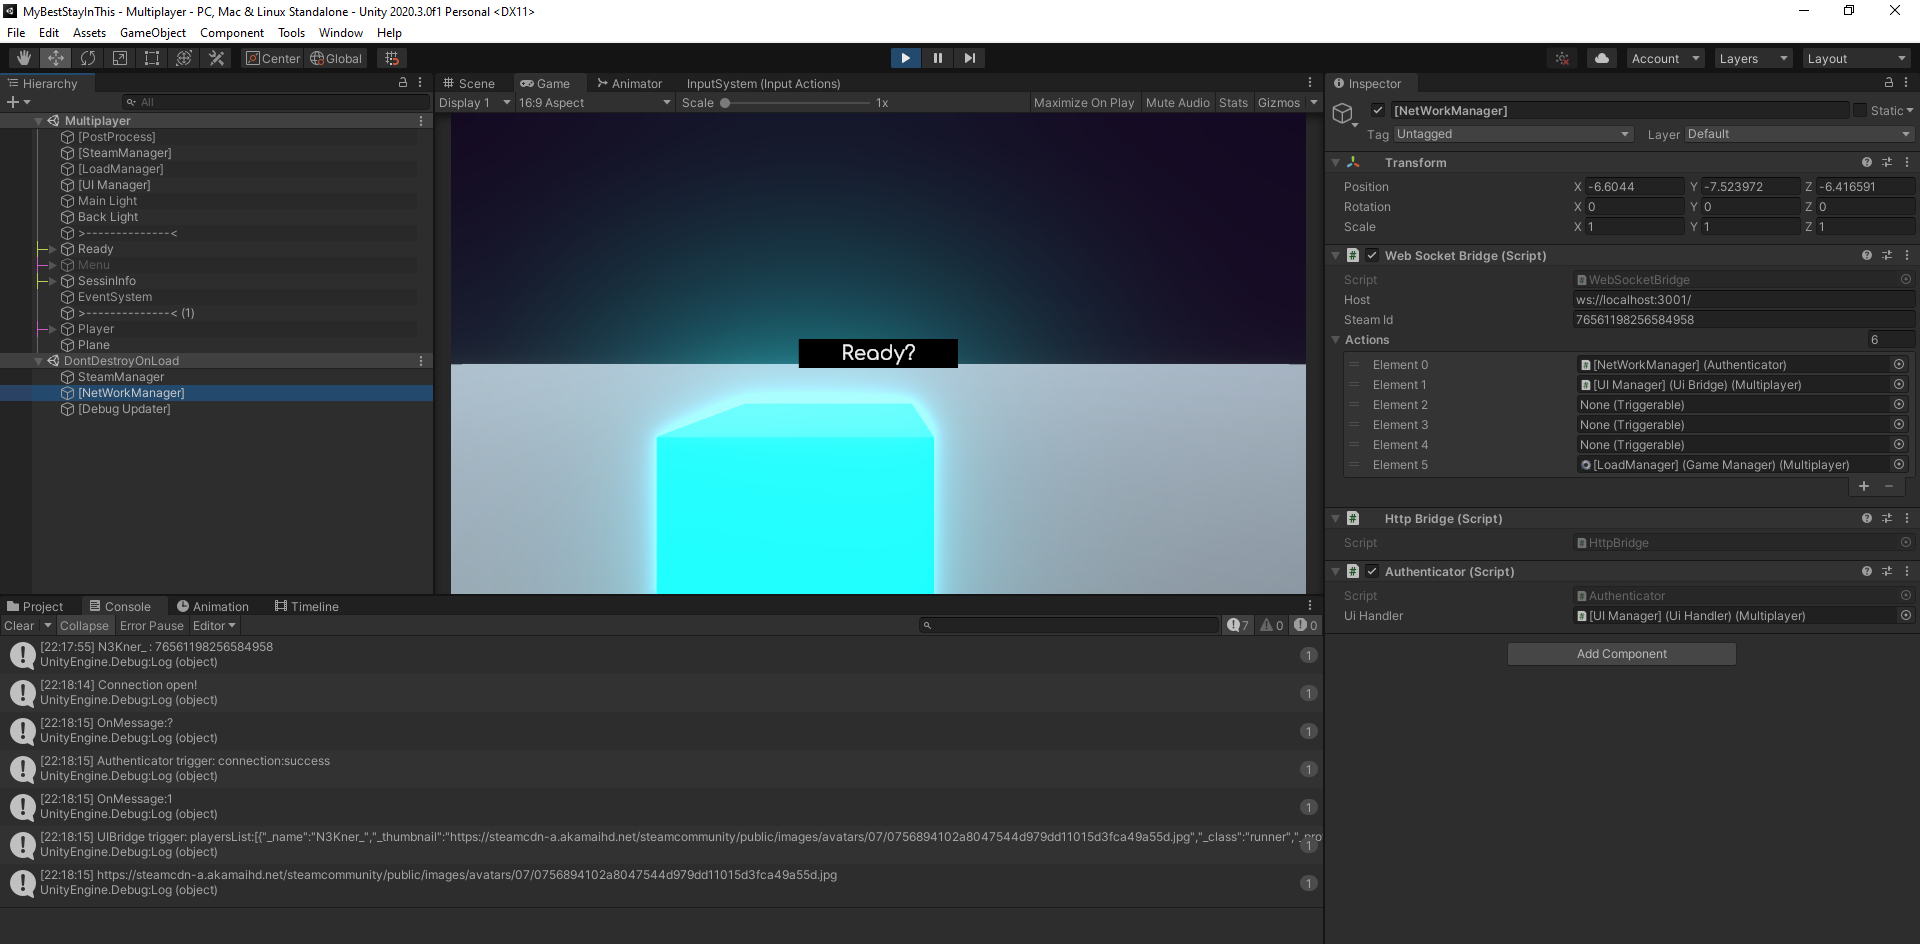 MyBestStayInThis - Multiplayer - PC, Mac & Linux Standalone - Unity 2020.3.0f1 Personal <DX11>
File Edit Assets GameObject Component Tools Window Help
Center Global Account Layers Layout
Hierarchy
All
Multiplayer
[PostProcess]
[SteamManager]
[LoadManager]
[UI Manager]
Main Light
Back Light
>--------------<
Ready
Menu
SessinInfo
EventSystem
>--------------< (1)
Player
Plane
DontDestroyOnLoad
SteamManager
[NetWorkManager]
[Debug Updater]
Scene Game Animator InputSystem (Input Actions)
Display 1 16:9 Aspect Scale 1x Maximize On Play Mute Audio Stats Gizmos
Ready?
Inspector
[NetWorkManager] Static
Tag Untagged Layer Default
Transform
Position X -6.6044 Y -7.523972 Z -6.416591
Rotation X 0 Y 0 Z 0
Scale X 1 Y 1 Z 1
Web Socket Bridge (Script)
Script WebSocketBridge
Host ws://localhost:3001/
Steam Id 76561198256584958
Actions 6
Element 0 [NetWorkManager] (Authenticator)
Element 1 [UI Manager] (Ui Bridge) (Multiplayer)
Element 2 None (Triggerable)
Element 3 None (Triggerable)
Element 4 None (Triggerable)
Element 5 [LoadManager] (Game Manager) (Multiplayer)
Http Bridge (Script)
Script HttpBridge
Authenticator (Script)
Script Authenticator
Ui Handler [UI Manager] (Ui Handler) (Multiplayer)
Add Component
Project Console Animation Timeline
Clear Collapse Error Pause Editor 7 0 0
[22:17:55] N3Kner_ : 76561198256584958
UnityEngine.Debug:Log (object)
1
[22:18:14] Connection open!
UnityEngine.Debug:Log (object)
1
[22:18:15] OnMessage:?
UnityEngine.Debug:Log (object)
1
[22:18:15] Authenticator trigger: connection:success
UnityEngine.Debug:Log (object)
1
[22:18:15] OnMessage:1
UnityEngine.Debug:Log (object)
1
[22:18:15] UIBridge trigger: playersList:[{"_name":"N3Kner_","_thumbnail":"https://steamcdn-a.akamaihd.net/steamcommunity/public/images/avatars/07/0756894102a8047544d979dd11015d3fca49a55d.jpg","_class":"runner","_pro
UnityEngine.Debug:Log (object)
1
[22:18:15] https://steamcdn-a.akamaihd.net/steamcommunity/public/images/avatars/07/0756894102a8047544d979dd11015d3fca49a55d.jpg
UnityEngine.Debug:Log (object)
1